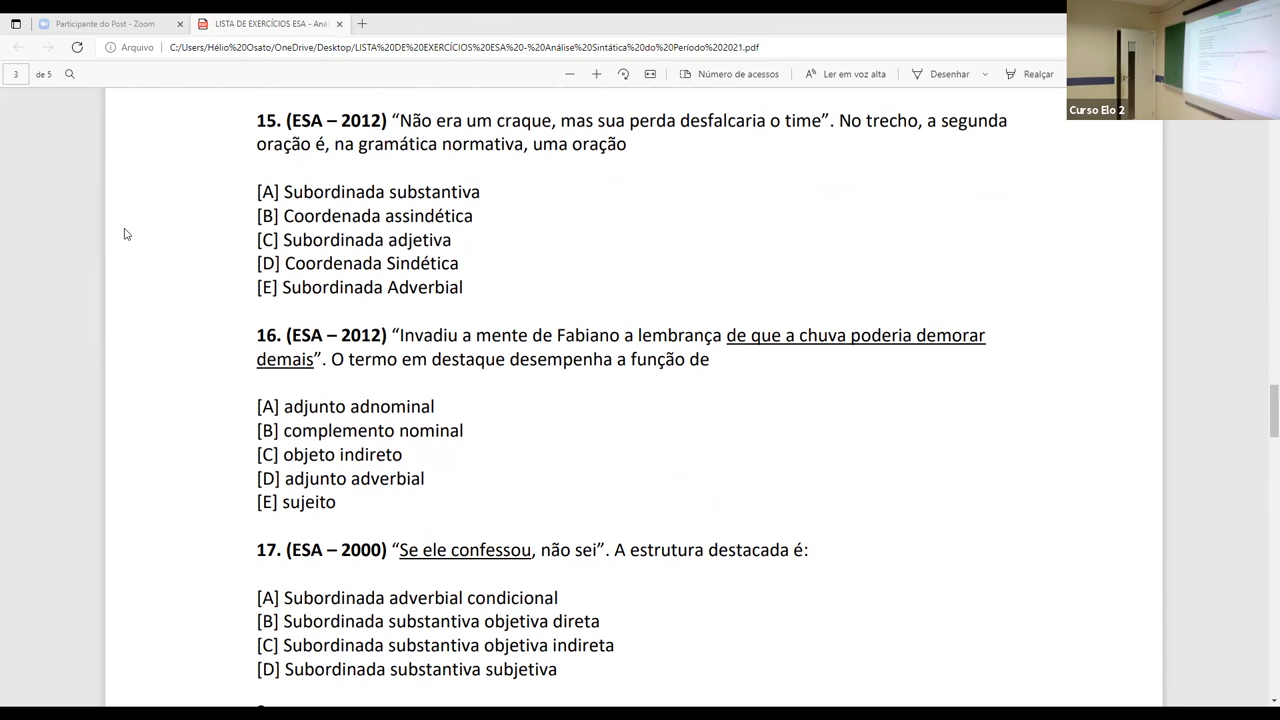 Participante do Post - Zoom
LISTA DE EXERCÍCIOS ESA - Aná
Arquivo
C:/Users/Hélio%20Osato/OneDrive/Desktop/LISTA%20DE%20EXERCÍCIOS%20ESA%20-%20Análise%20Sintática%20do%20Período%202021.pdf
3 de 5
Número de acessos
Ler em voz alta
Desenhar
Realçar
Curso Elo 2
15. (ESA – 2012) “Não era um craque, mas sua perda desfalcaria o time”. No trecho, a segunda
oração é, na gramática normativa, uma oração
[A] Subordinada substantiva
[B] Coordenada assindética
[C] Subordinada adjetiva
[D] Coordenada Sindética
[E] Subordinada Adverbial
16. (ESA – 2012) “Invadiu a mente de Fabiano a lembrança de que a chuva poderia demorar
demais”. O termo em destaque desempenha a função de
[A] adjunto adnominal
[B] complemento nominal
[C] objeto indireto
[D] adjunto adverbial
[E] sujeito
17. (ESA – 2000) “Se ele confessou, não sei”. A estrutura destacada é:
[A] Subordinada adverbial condicional
[B] Subordinada substantiva objetiva direta
[C] Subordinada substantiva objetiva indireta
[D] Subordinada substantiva subjetiva